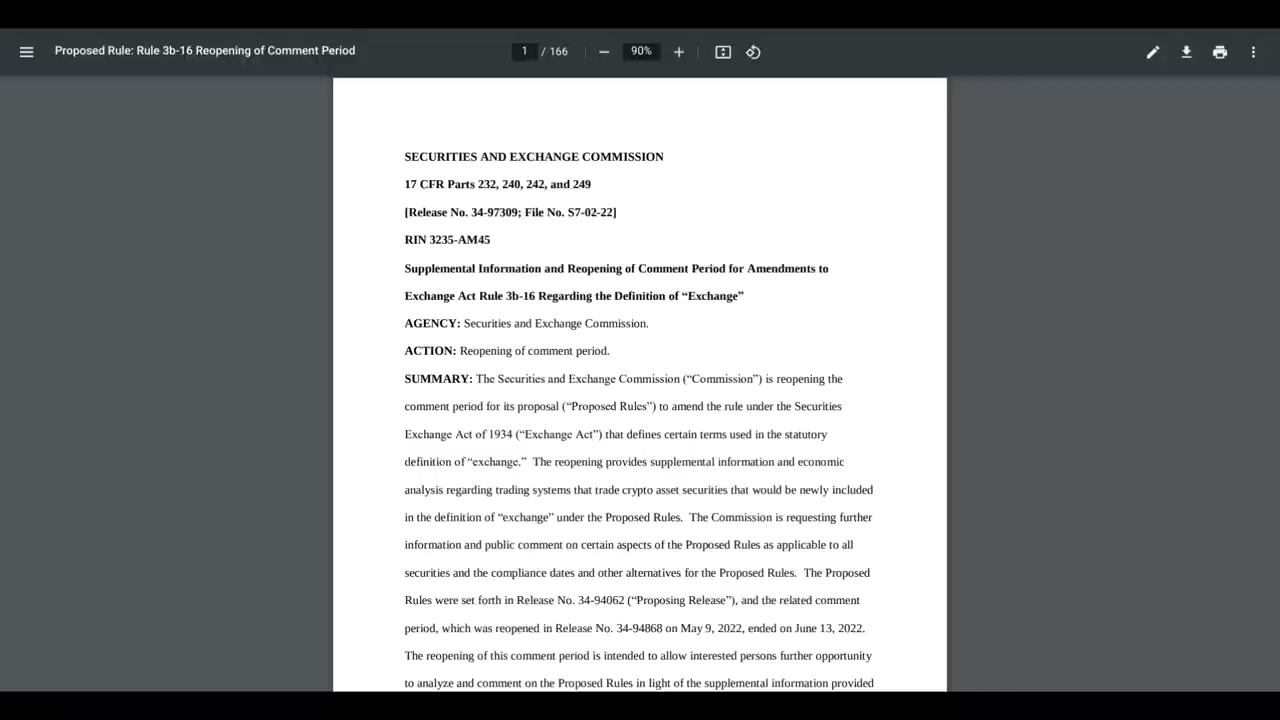 Proposed Rule: Rule 3b-16 Reopening of Comment Period
1 / 166
90%
SECURITIES AND EXCHANGE COMMISSION
17 CFR Parts 232, 240, 242, and 249
[Release No. 34-97309; File No. S7-02-22]
RIN 3235-AM45
Supplemental Information and Reopening of Comment Period for Amendments to
Exchange Act Rule 3b-16 Regarding the Definition of “Exchange”
AGENCY: Securities and Exchange Commission.
ACTION: Reopening of comment period.
SUMMARY: The Securities and Exchange Commission (“Commission”) is reopening the
comment period for its proposal (“Proposed Rules”) to amend the rule under the Securities
Exchange Act of 1934 (“Exchange Act”) that defines certain terms used in the statutory
definition of “exchange.” The reopening provides supplemental information and economic
analysis regarding trading systems that trade crypto asset securities that would be newly included
in the definition of “exchange” under the Proposed Rules. The Commission is requesting further
information and public comment on certain aspects of the Proposed Rules as applicable to all
securities and the compliance dates and other alternatives for the Proposed Rules. The Proposed
Rules were set forth in Release No. 34-94062 (“Proposing Release”), and the related comment
period, which was reopened in Release No. 34-94868 on May 9, 2022, ended on June 13, 2022.
The reopening of this comment period is intended to allow interested persons further opportunity
to analyze and comment on the Proposed Rules in light of the supplemental information provided